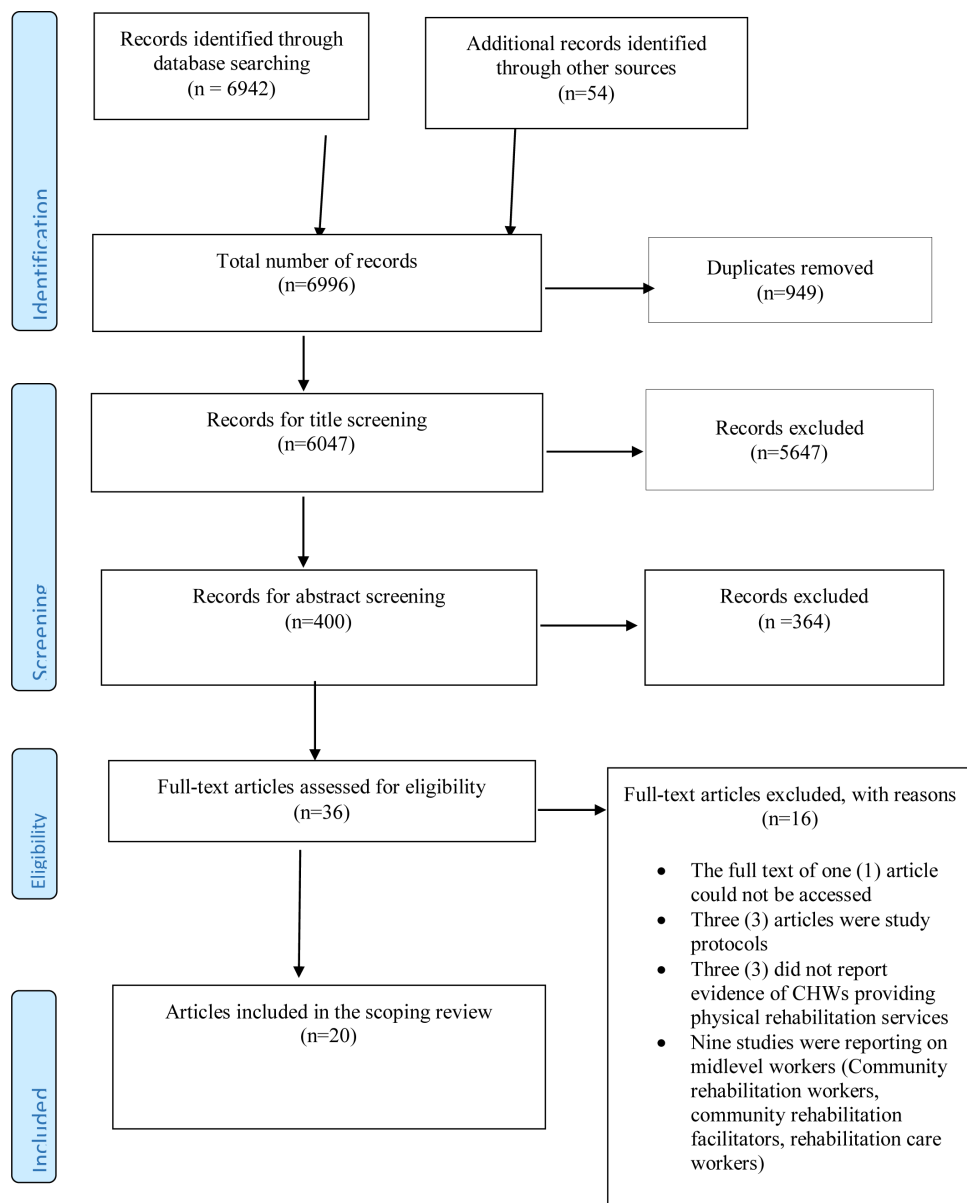 Records identified through
database searching
(n = 6942)
Additional records identified
through other sources
(n=54)
Identification
Total number of records
(n=6996)
Duplicates removed
(n=949)
Screening
Records for title screening
(n=6047)
Records excluded
(n=5647)
Records for abstract screening
(n=400)
Records excluded
(n =364)
Eligibility
Full-text articles assessed for eligibility
(n=36)
Full-text articles excluded, with reasons
(n=16)
• The full text of one (1) article
could not be accessed
• Three (3) articles were study
protocols
• Three (3) did not report
evidence of CHWs providing
physical rehabilitation services
• Nine studies were reporting on
midlevel workers (Community
rehabilitation workers,
community rehabilitation
facilitators, rehabilitation care
workers)
Included
Articles included in the scoping review
(n=20)